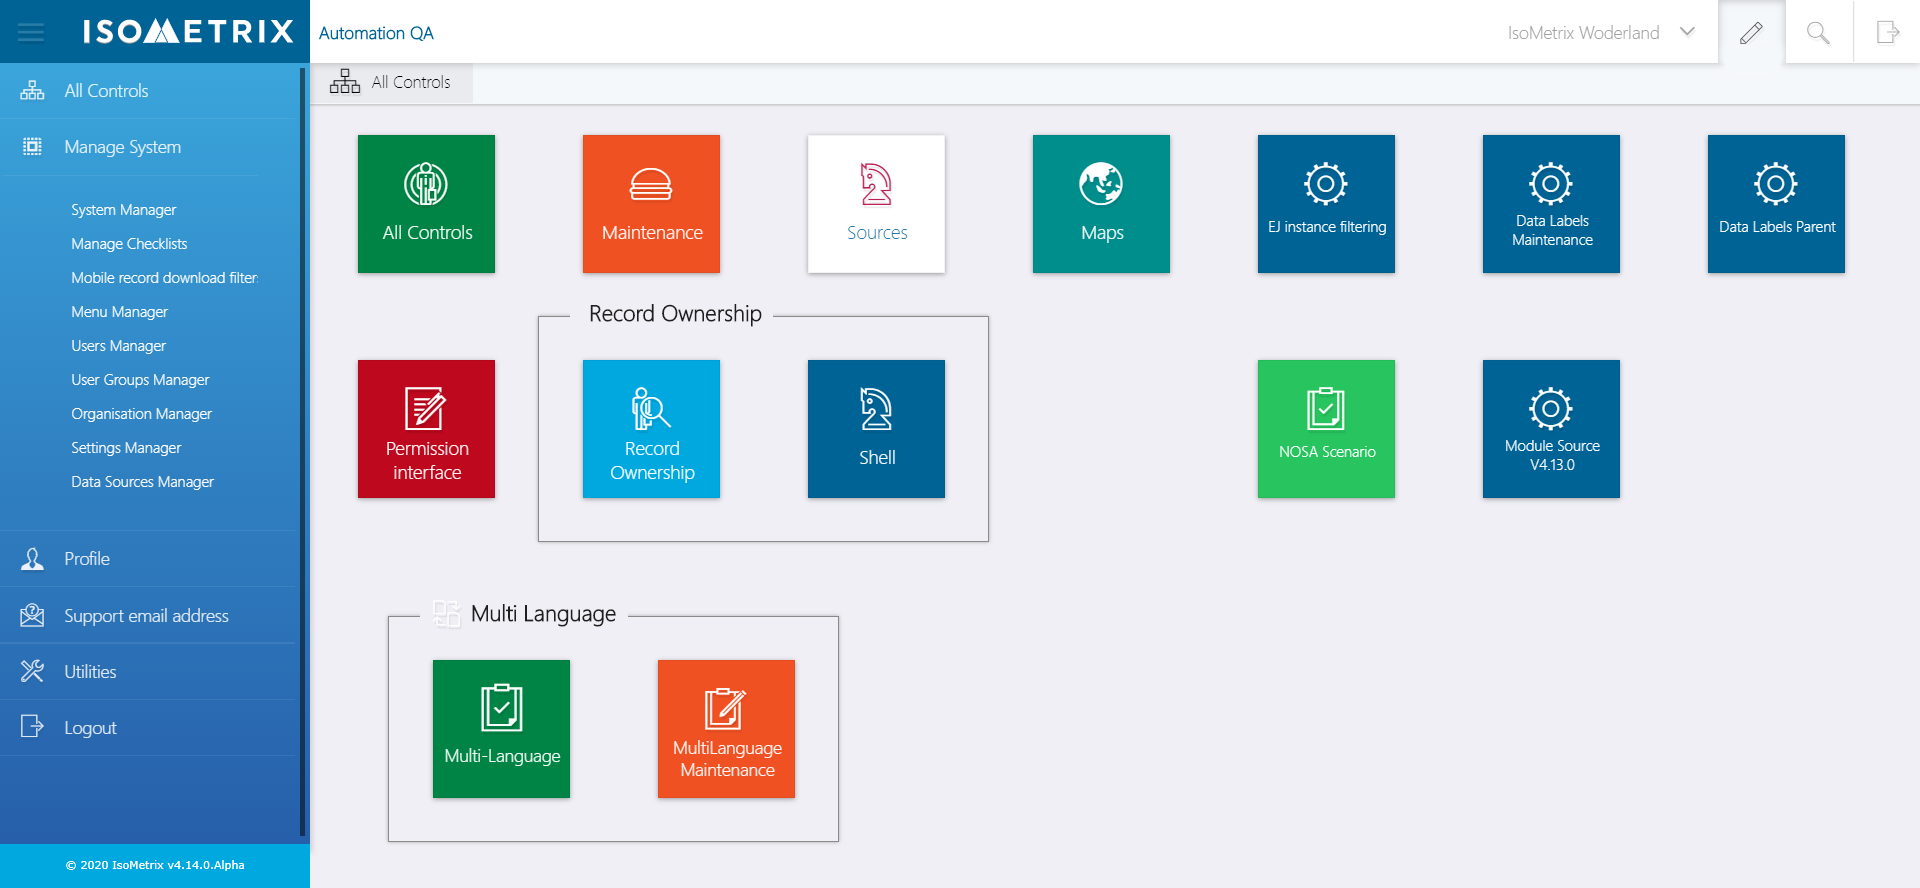 ISOMETRIX
Automation QA
IsoMetrix Woderland
All Controls
Manage System
System Manager
Manage Checklists
Mobile record download filter
Menu Manager
Users Manager
User Groups Manager
Organisation Manager
Settings Manager
Data Sources Manager
Profile
Support email address
Utilities
Logout
© 2020 IsoMetrix v4.14.0.Alpha
All Controls
All Controls
Maintenance
Sources
Maps
EJ instance filtering
Data Labels
Maintenance
Data Labels Parent
Permission
interface
Record Ownership
Record
Ownership
Shell
NOSA Scenario
Module Source
V4.13.0
Multi Language
Multi-Language
MultiLanguage
Maintenance